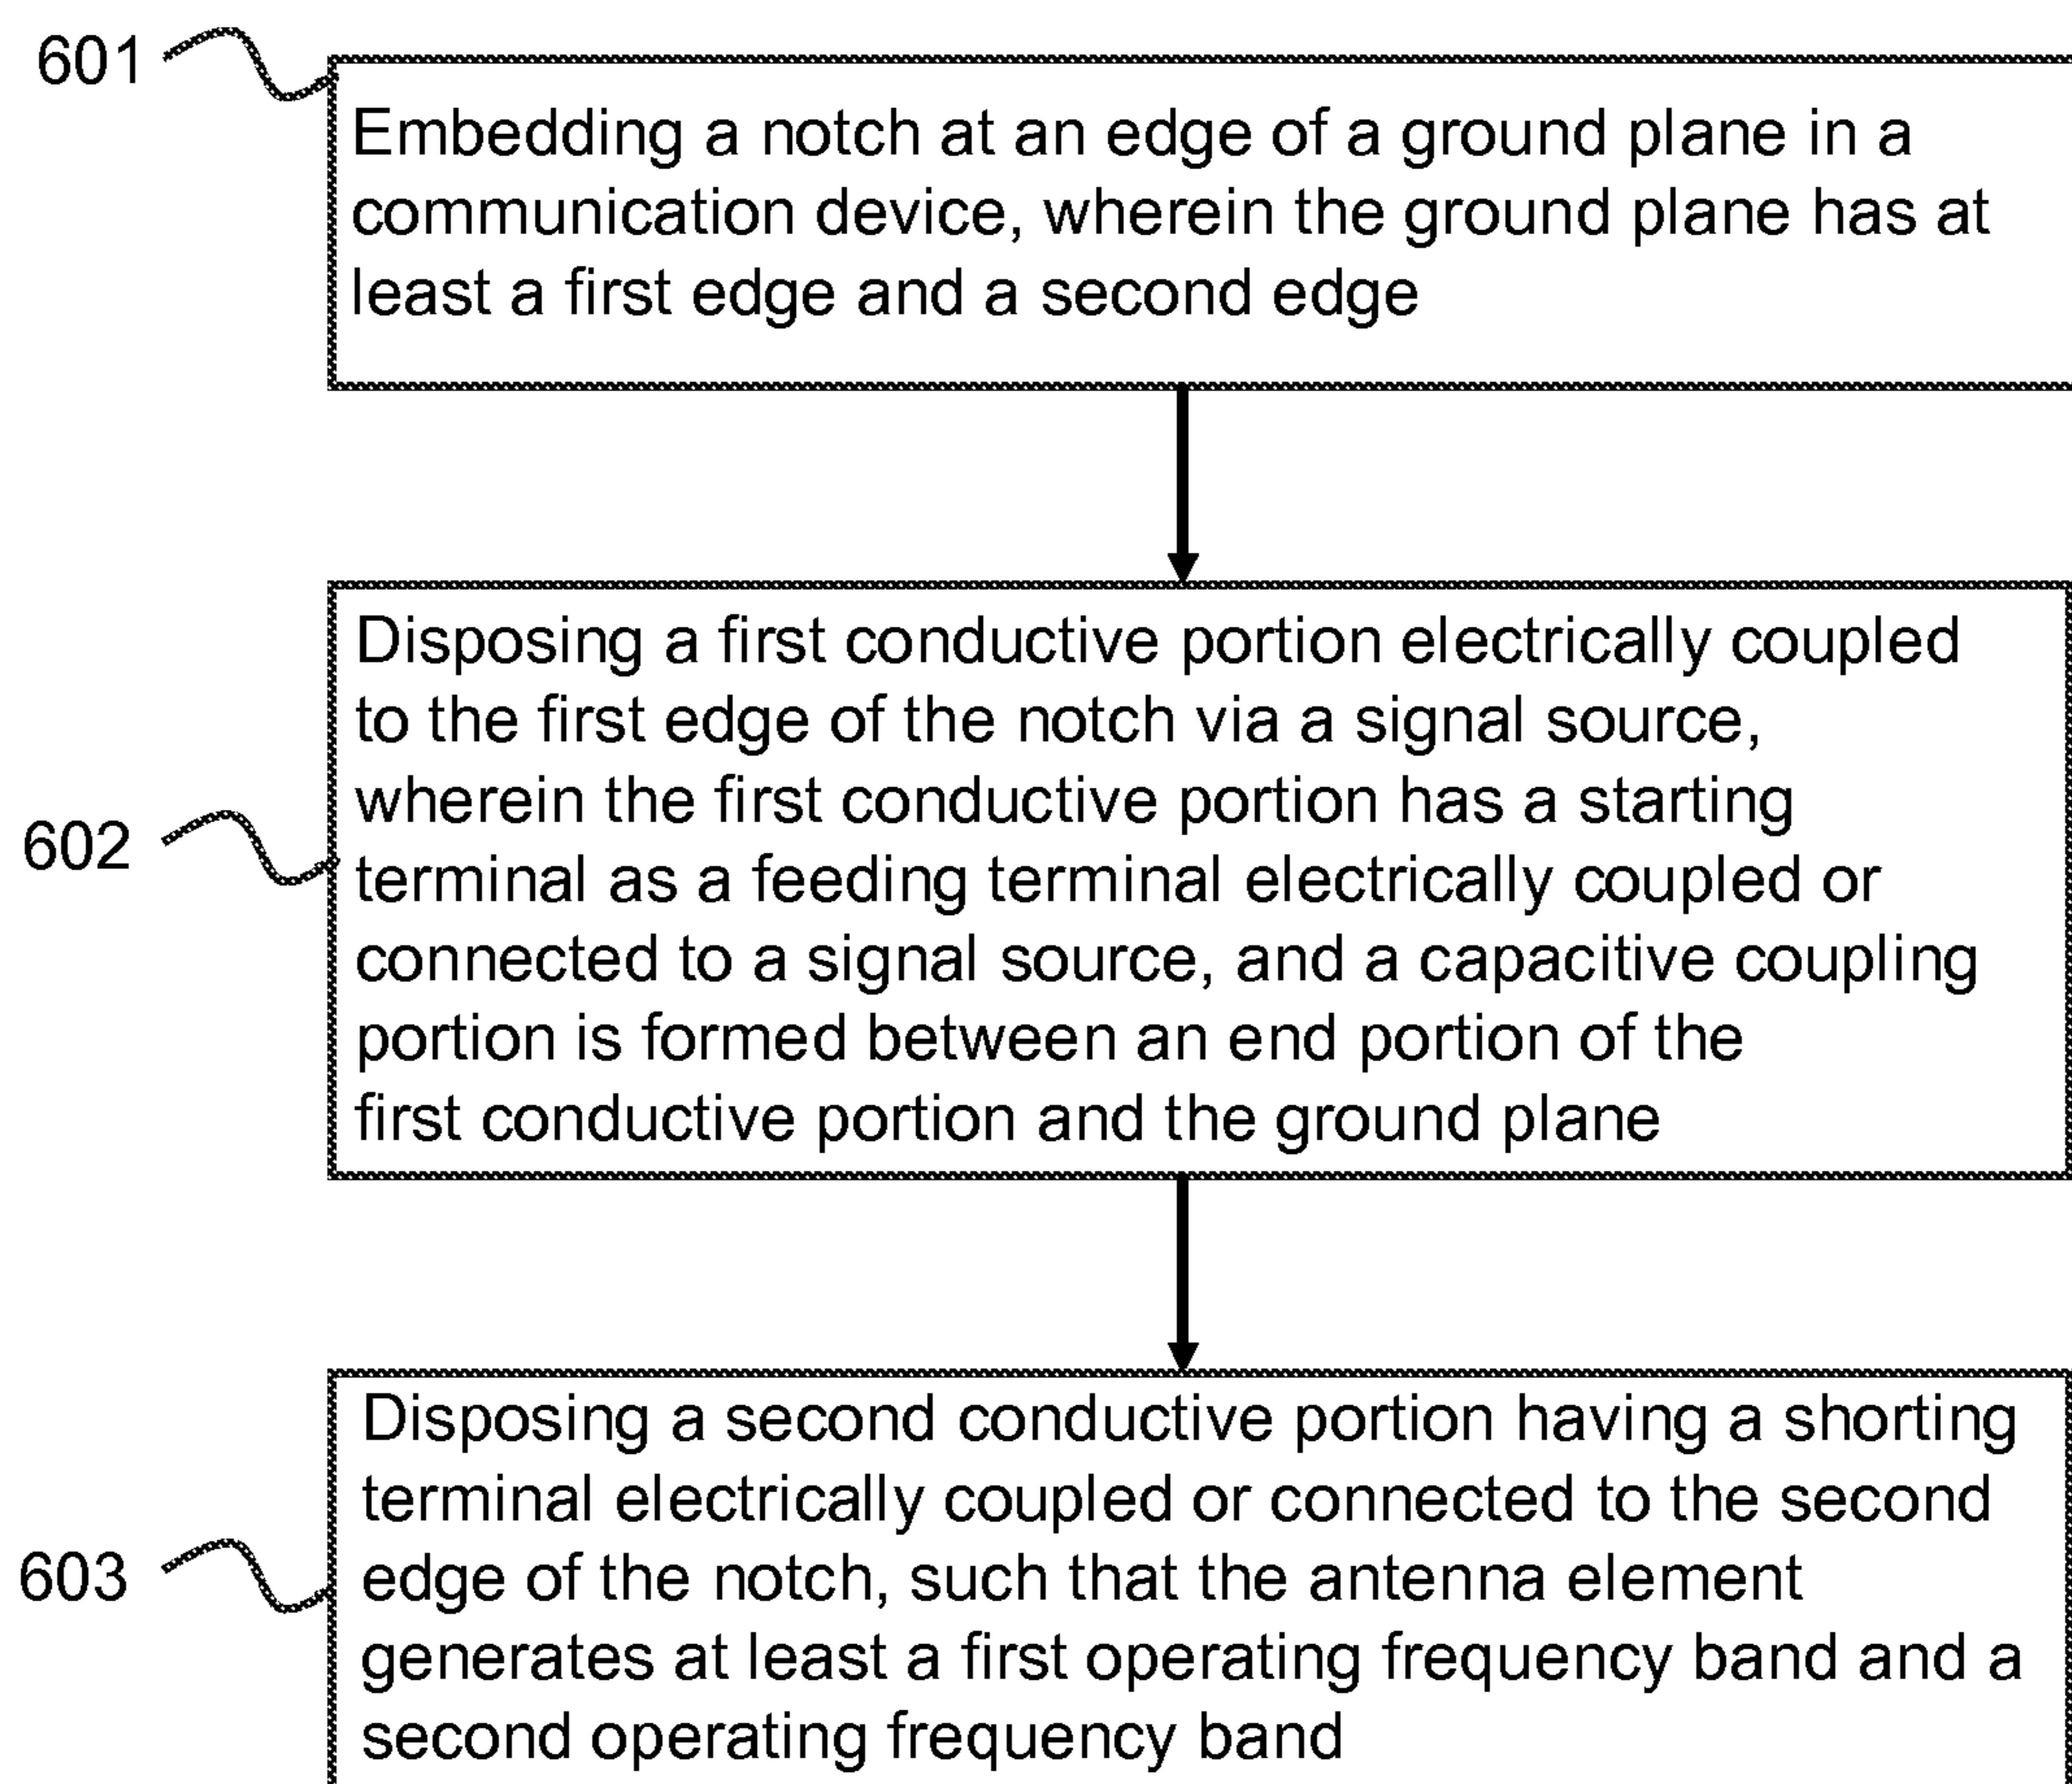 601
Embedding a notch at an edge of a ground plane in a
communication device, wherein the ground plane has at
least a first edge and a second edge
Disposing a first conductive portion electrically coupled
to the first edge of the notch via a signal source,
wherein the first conductive portion has a starting
602
terminal as a feeding terminal electrically coupled or
connected to a signal source, and a capacitive coupling
portion is formed between an end portion of the
first conductive portion and the ground plane
Disposing a second conductive portion having a shorting
terminal electrically coupled or connected to the second
603
edge of the notch, such that the antenna element
generates at least a first operating frequency band and a
second operating frequency band